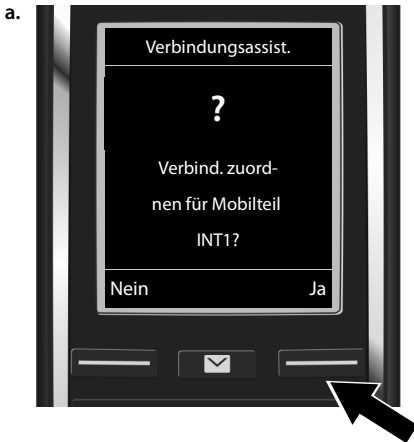 a.
Verbindungsassist.
?
Verbind. zuord-
nen für Mobilteil
INT1?
Nein Ja